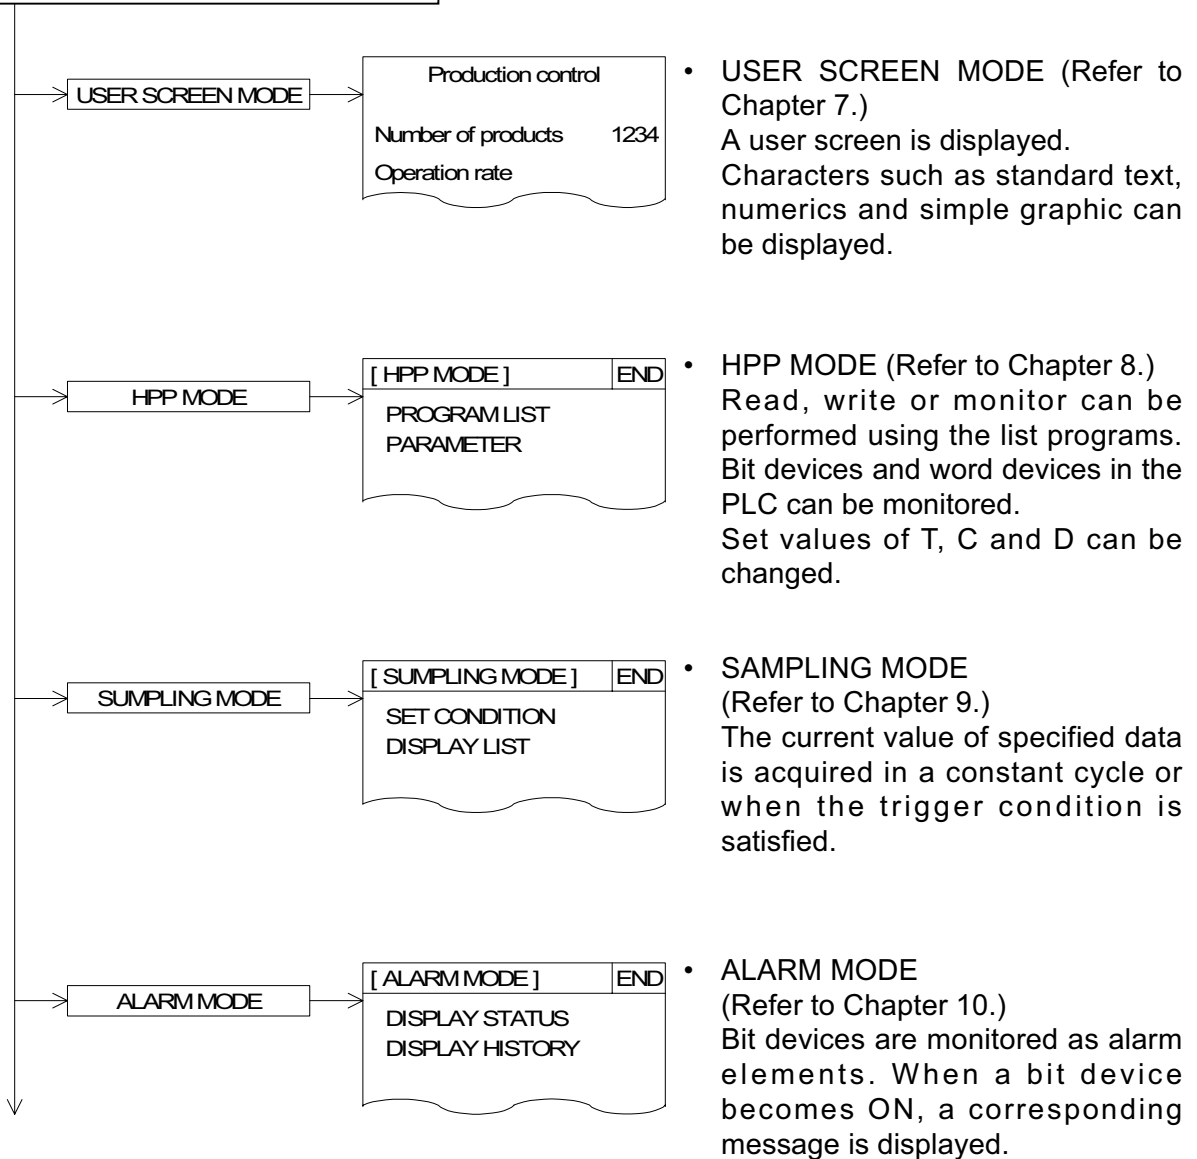 USER SCREEN MODE
Production control
Number of products 1234
Operation rate
• USER SCREEN MODE (Refer to
Chapter 7.)
A user screen is displayed.
Characters such as standard text,
numerics and simple graphic can
be displayed.
HPP MODE
[ HPP MODE ] END
PROGRAM LIST
PARAMETER
• HPP MODE (Refer to Chapter 8.)
Read, write or monitor can be
performed using the list programs.
Bit devices and word devices in the
PLC can be monitored.
Set values of T, C and D can be
changed.
SUMPLING MODE
[ SUMPLING MODE ] END
SET CONDITION
DISPLAY LIST
• SAMPLING MODE
(Refer to Chapter 9.)
The current value of specified data
is acquired in a constant cycle or
when the trigger condition is
satisfied.
ALARM MODE
[ ALARM MODE ] END
DISPLAY STATUS
DISPLAY HISTORY
• ALARM MODE
(Refer to Chapter 10.)
Bit devices are monitored as alarm
elements. When a bit device
becomes ON, a corresponding
message is displayed.